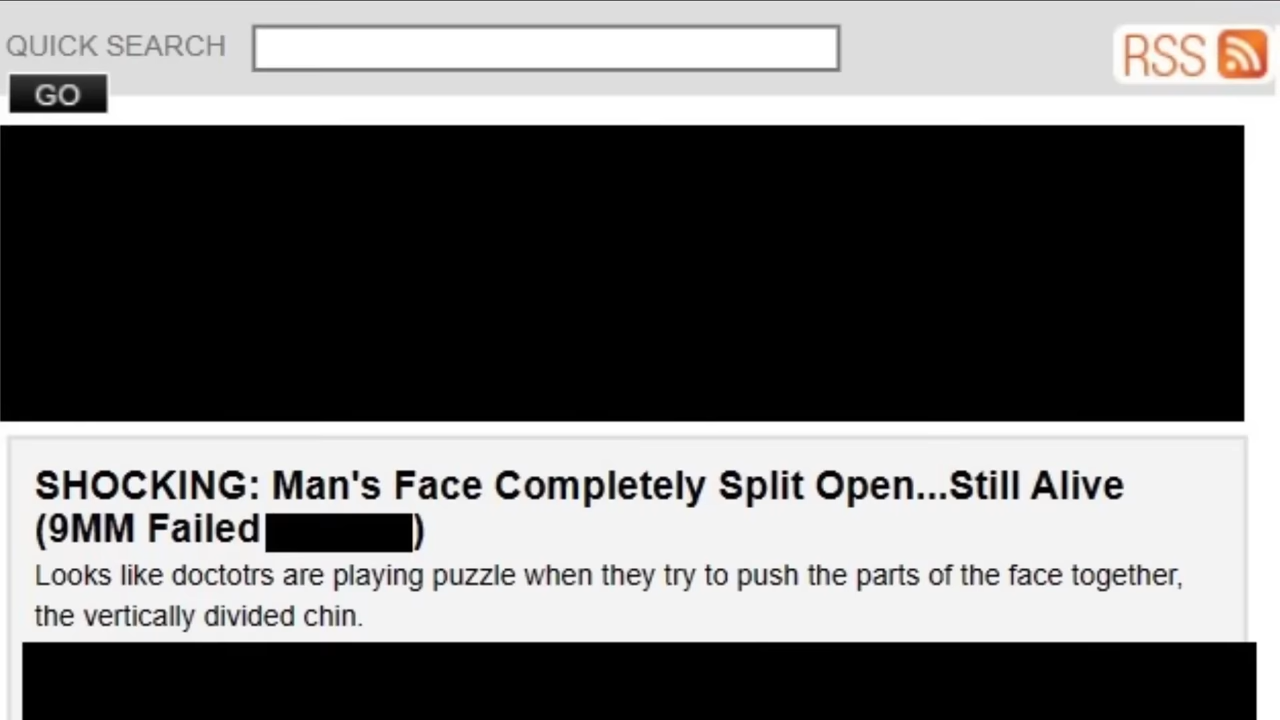 QUICK SEARCH
RSS
GO
SHOCKING: Man's Face Completely Split Open...Still Alive
(9MM Failed )
Looks like doctotrs are playing puzzle when they try to push the parts of the face together,
the vertically divided chin.